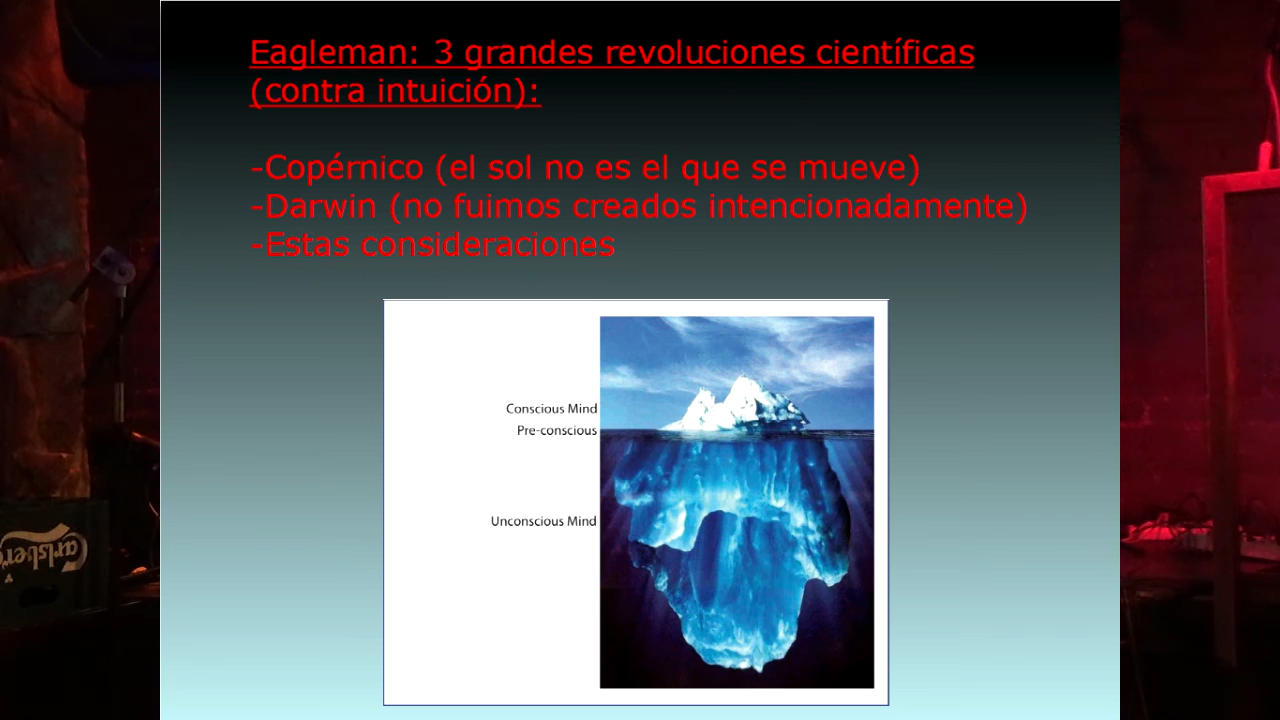 Eagleman: 3 grandes revoluciones científicas
(contra intuición):
-Copérnico (el sol no es el que se mueve)
-Darwin (no fuimos creados intencionadamente)
-Estas consideraciones
Conscious Mind
Pre-conscious
Unconscious Mind
Carlsberg